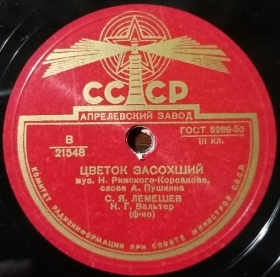 СССР
АПРЕЛЕВСКИЙ ЗАВОД
В
21548
ГОСТ 5289-50
III кл.
ЦВЕТОК ЗАСОХШИЙ
муз. Н. Римского-Корсакова,
слова А. Пушкина
С. Я. ЛЕМЕШЕВ
Н. Г. Вальтер
(ф-но)
КОМИТЕТ РАДИОИНФОРМАЦИИ ПРИ СОВЕТЕ МИНИСТРОВ СССР